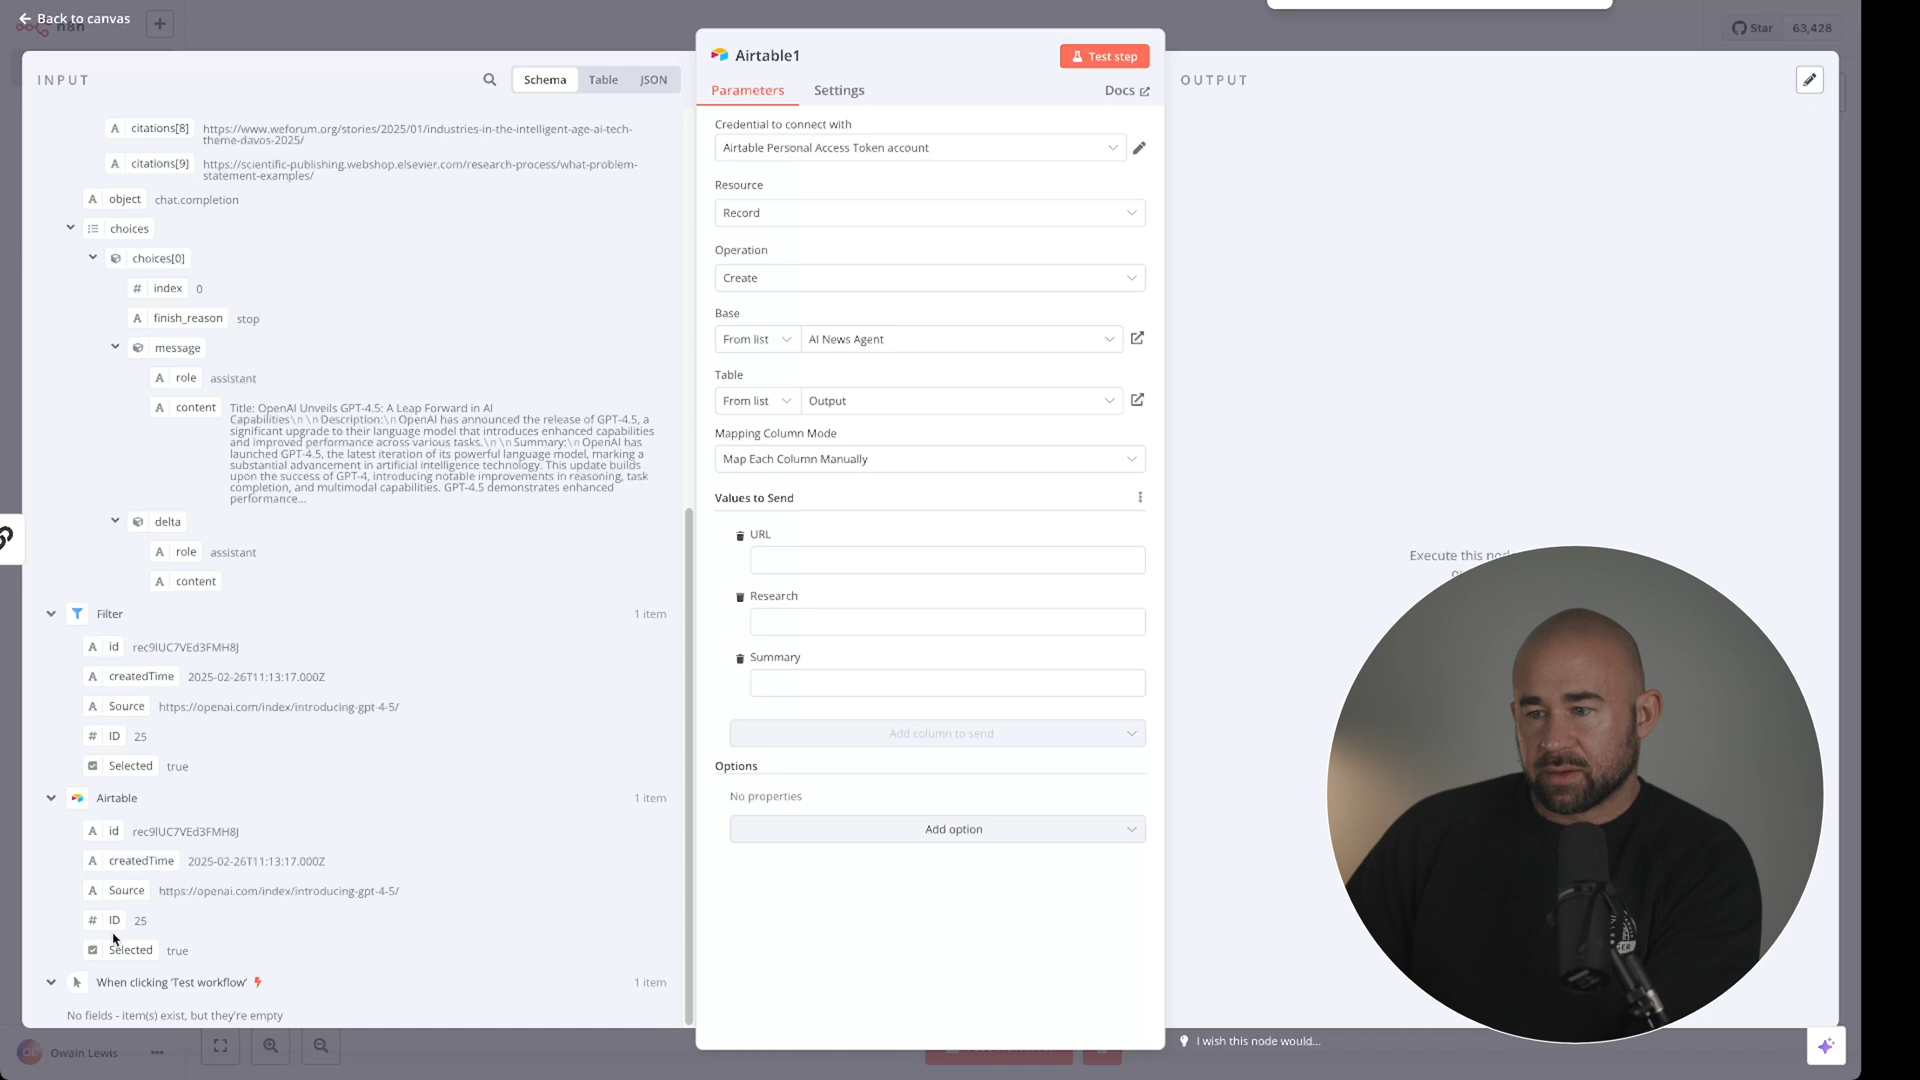 Back to canvas
n8n
Star 63,428
INPUT
Schema
Table
JSON
citations[8] https://www.weforum.org/stories/2025/01/industries-in-the-intelligent-age-ai-tech-
theme-davos-2025/
citations[9] https://scientific-publishing.webshop.elsevier.com/research-process/what-problem-
statement-examples/
object chat.completion
choices
choices[0]
index 0
finish_reason stop
message
role assistant
content Title: OpenAI Unveils GPT-4.5: A Leap Forward in AI
Capabilities\n \n Description:\n OpenAI has announced the release of GPT-4.5, a
significant upgrade to their language model that introduces enhanced capabilities
and improved performance across various tasks.\n \n Summary:\n OpenAI has
launched GPT-4.5, the latest iteration of its powerful language model, marking a
substantial advancement in artificial intelligence technology. This update builds
upon the success of GPT-4, introducing notable improvements in reasoning, task
completion, and multimodal capabilities. GPT-4.5 demonstrates enhanced
performance...
delta
role assistant
content
Filter 1 item
id rec9lUC7VEd3FMH8J
createdTime 2025-02-26T11:13:17.000Z
Source https://openai.com/index/introducing-gpt-4-5/
ID 25
Selected true
Airtable 1 item
id rec9lUC7VEd3FMH8J
createdTime 2025-02-26T11:13:17.000Z
Source https://openai.com/index/introducing-gpt-4-5/
ID 25
Selected true
When clicking 'Test workflow' 1 item
No fields - item(s) exist, but they're empty
Owain Lewis
Airtable1
Test step
Parameters
Settings
Docs
Credential to connect with
Airtable Personal Access Token account
Resource
Record
Operation
Create
Base
From list AI News Agent
Table
From list Output
Mapping Column Mode
Map Each Column Manually
Values to Send
URL
Research
Summary
Add column to send
Options
No properties
Add option
OUTPUT
Execute this
I wish this node would...